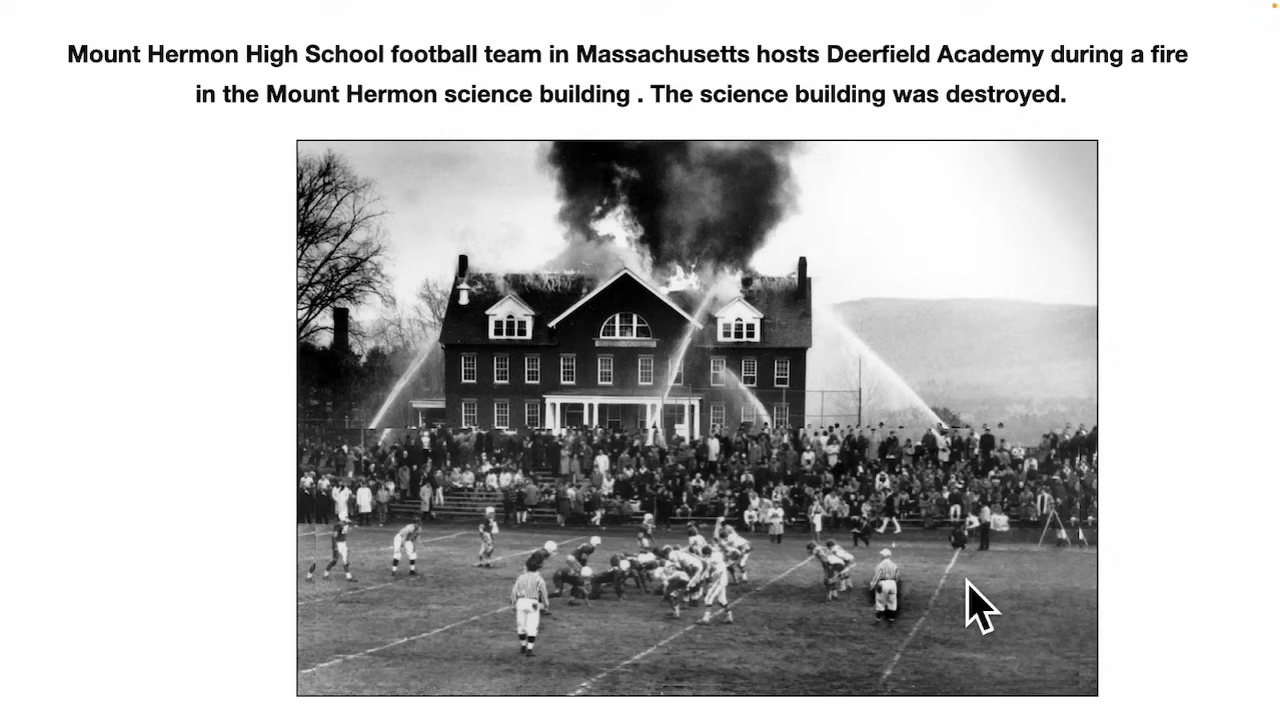 Mount Hermon High School football team in Massachusetts hosts Deerfield Academy during a fire
in the Mount Hermon science building . The science building was destroyed.